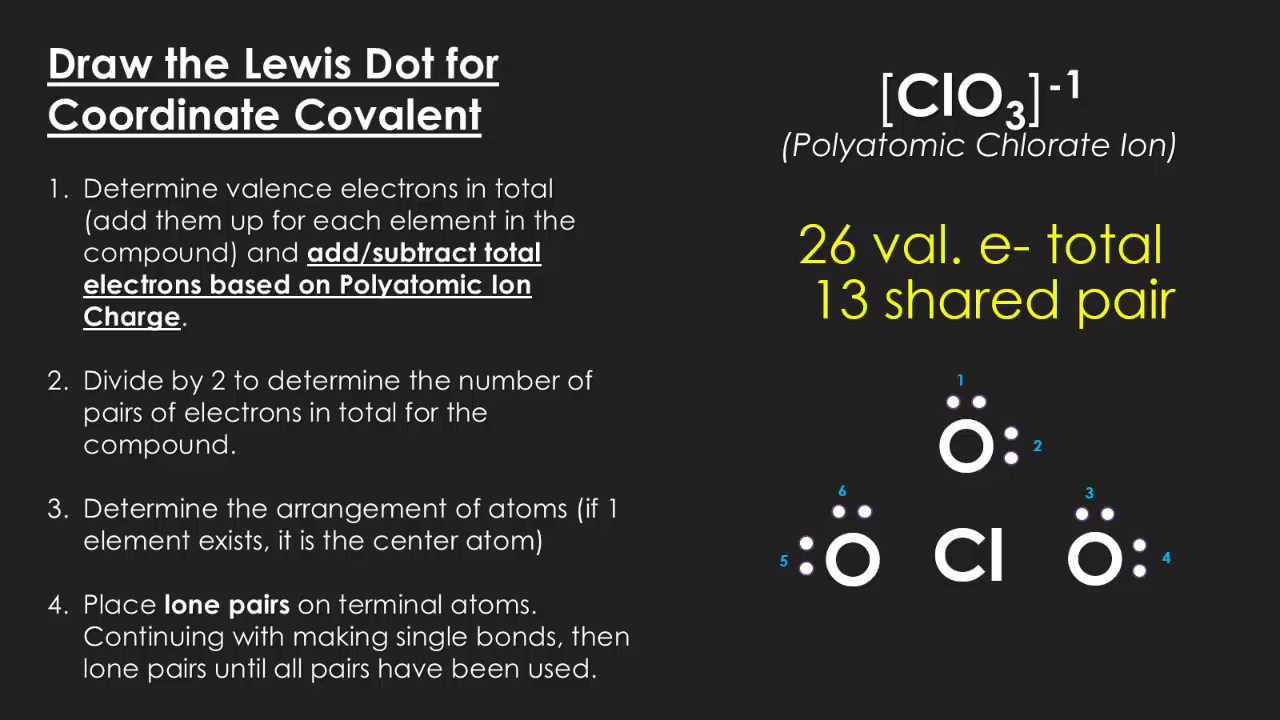 Draw the Lewis Dot for
Coordinate Covalent
1. Determine valence electrons in total
(add them up for each element in the
compound) and add/subtract total
electrons based on Polyatomic Ion
Charge.
2. Divide by 2 to determine the number of
pairs of electrons in total for the
compound.
3. Determine the arrangement of atoms (if 1
element exists, it is the center atom)
4. Place lone pairs on terminal atoms.
Continuing with making single bonds, then
lone pairs until all pairs have been used.
[ClO₃]⁻¹
(Polyatomic Chlorate Ion)
26 val. e- total
13 shared pair
1
O
2
6
3
5
O
Cl
O
4